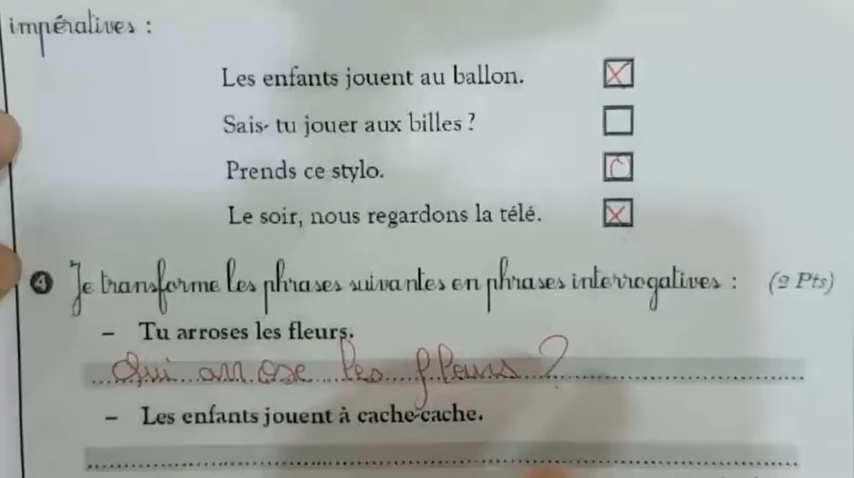 impératives :
Les enfants jouent au ballon. X
Sais- tu jouer aux billes ?
Prends ce stylo. C
Le soir, nous regardons la télé. X
4 Je transforme les phrases suivantes en phrases interrogatives : (2 Pts)
– Tu arroses les fleurs.
Qui arrose les fleurs ?
– Les enfants jouent à cache-cache.